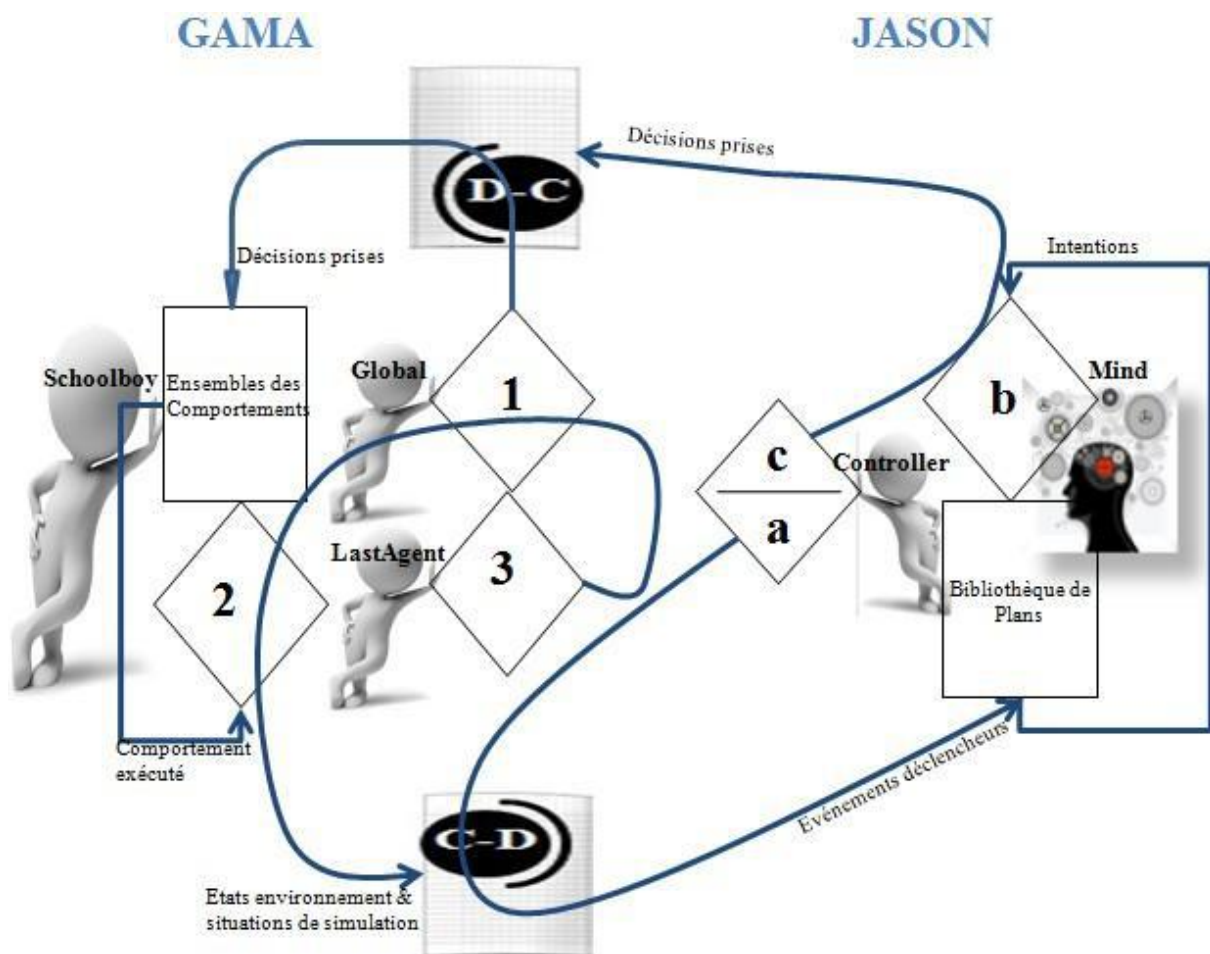 GAMA
JASON
Décisions prises
D-C
Décisions prises
Intentions
Schoolboy
Ensembles des
Comportements
Global
1
Mind
b
c
Controller
a
LastAgent
3
2
Bibliothèque de
Plans
Comportement
exécuté
Evénements déclencheurs
C-D
Etats environnement &
situations de simulation